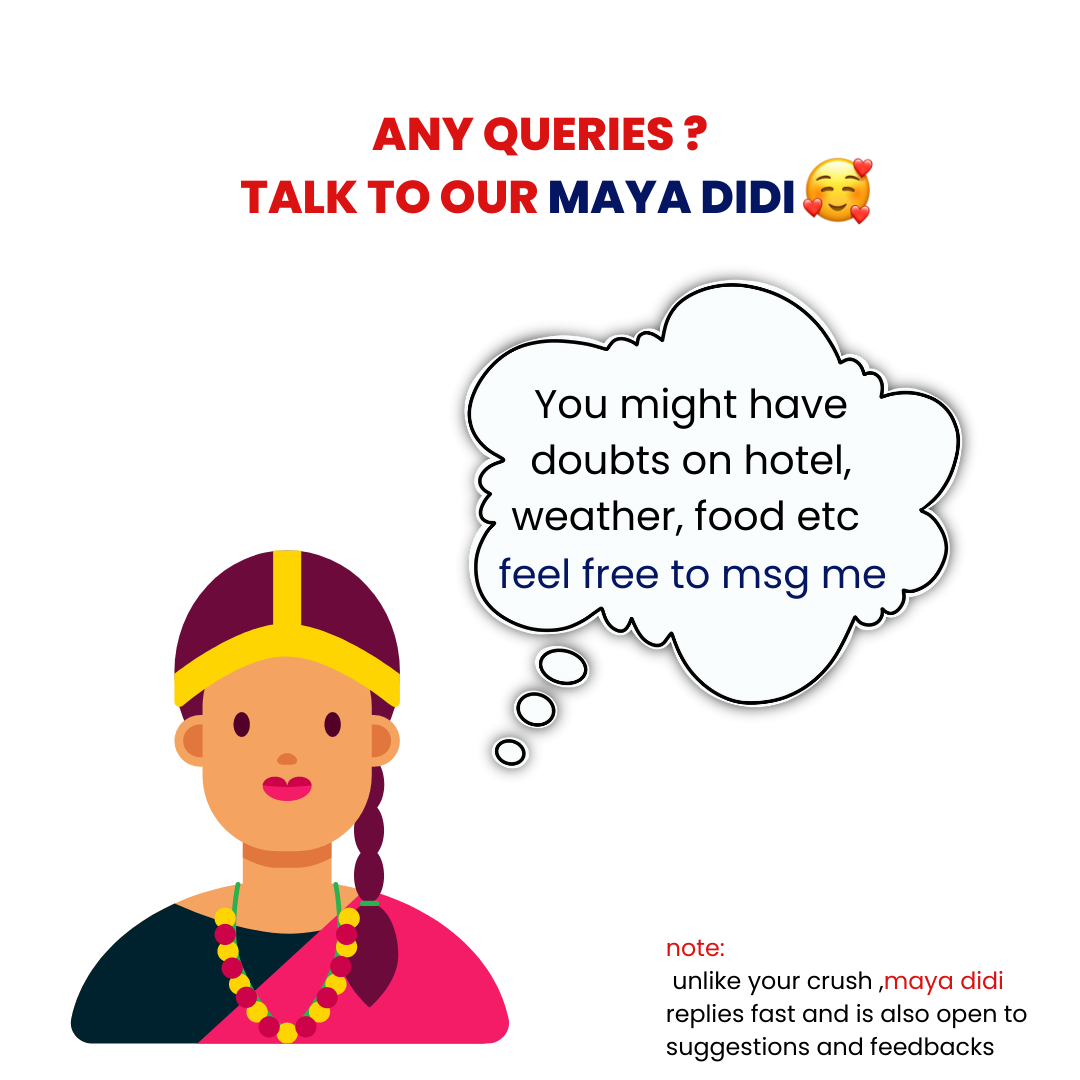 ANY QUERIES ?
TALK TO OUR MAYA DIDI 🥰
You might have
doubts on hotel,
weather, food etc
feel free to msg me
note:
unlike your crush ,maya didi
replies fast and is also open to
suggestions and feedbacks